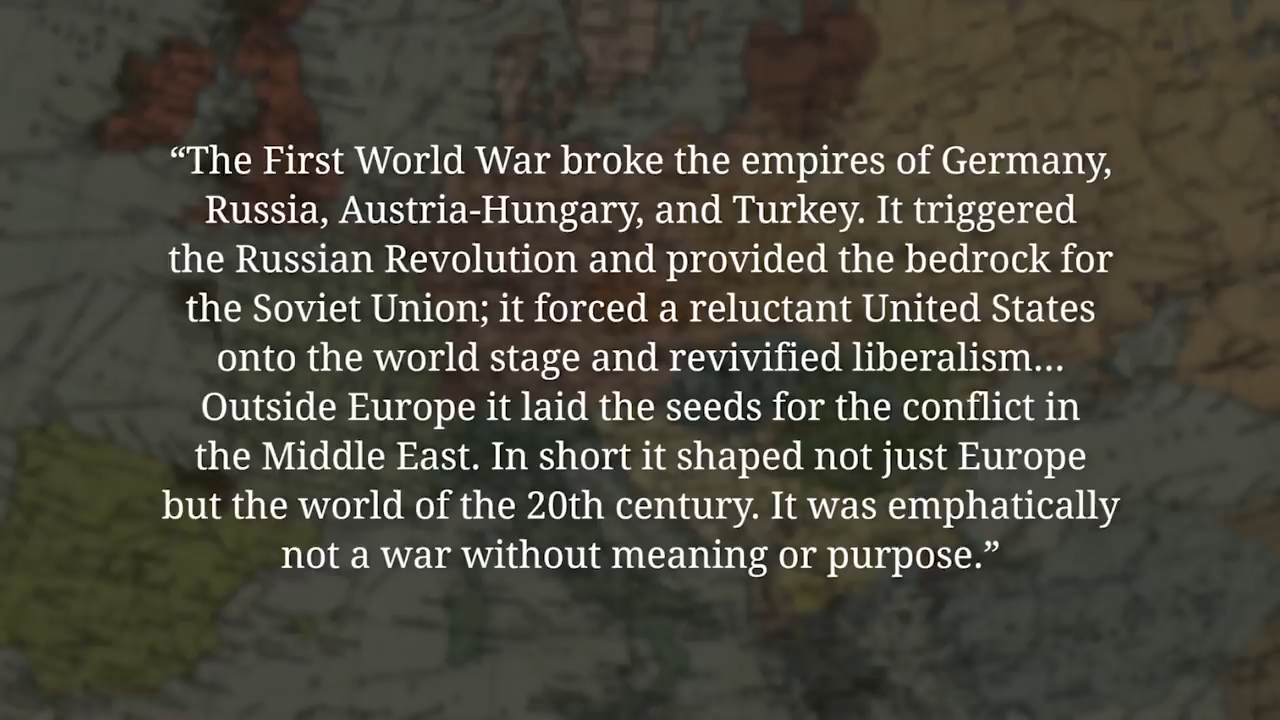 “The First World War broke the empires of Germany,
Russia, Austria-Hungary, and Turkey. It triggered
the Russian Revolution and provided the bedrock for
the Soviet Union; it forced a reluctant United States
onto the world stage and revivified liberalism...
Outside Europe it laid the seeds for the conflict in
the Middle East. In short it shaped not just Europe
but the world of the 20th century. It was emphatically
not a war without meaning or purpose.”